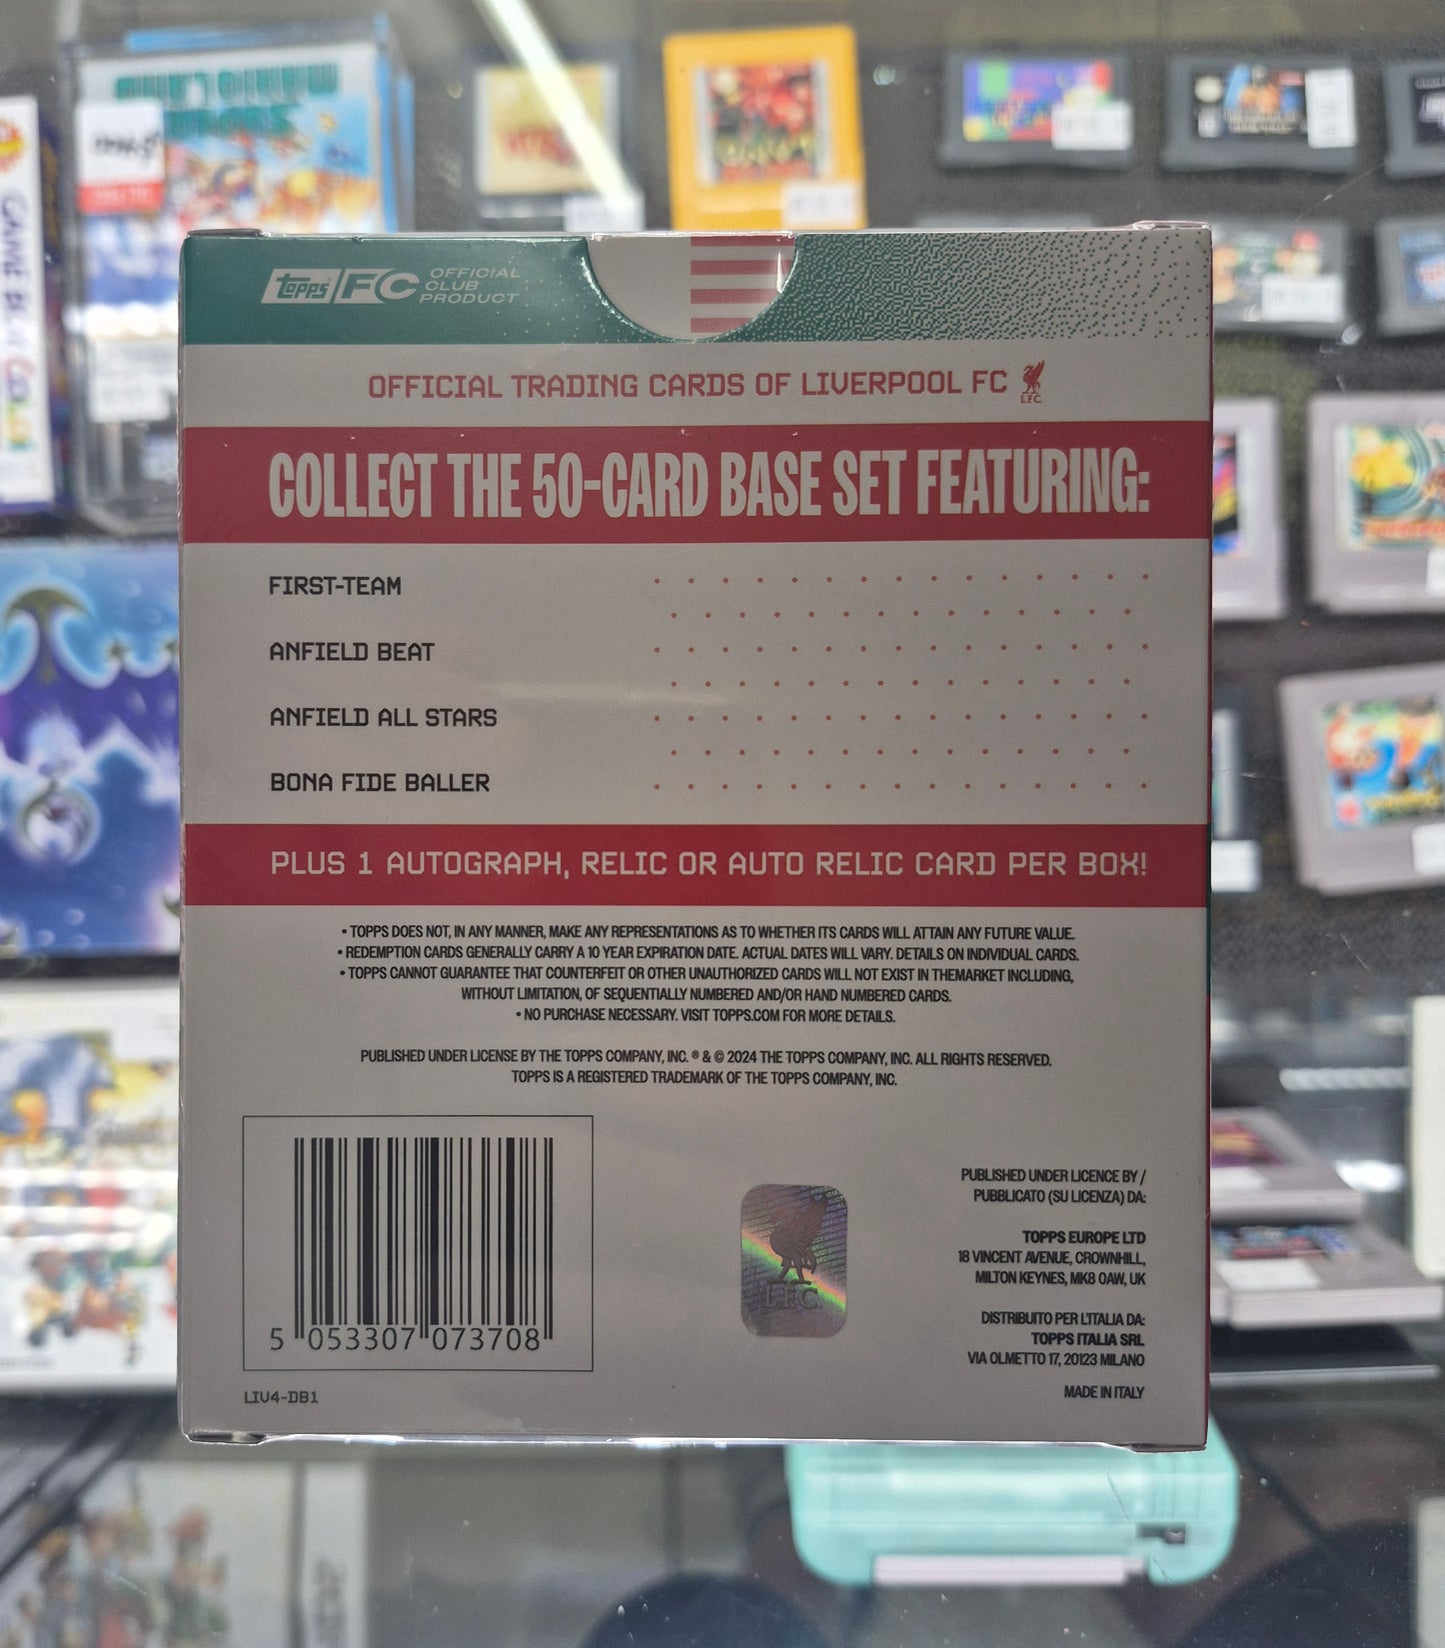 GAME BOY COLOR
Topps FC OFFICIAL
CLUB
PRODUCT
OFFICIAL TRADING CARDS OF LIVERPOOL FC
L.F.C.
COLLECT THE 50-CARD BASE SET FEATURING:
FIRST-TEAM
ANFIELD BEAT
ANFIELD ALL STARS
BONA FIDE BALLER
PLUS 1 AUTOGRAPH, RELIC OR AUTO RELIC CARD PER BOX!
• TOPPS DOES NOT, IN ANY MANNER, MAKE ANY REPRESENTATIONS AS TO WHETHER ITS CARDS WILL ATTAIN ANY FUTURE VALUE.
• REDEMPTION CARDS GENERALLY CARRY A 10 YEAR EXPIRATION DATE. ACTUAL DATES WILL VARY. DETAILS ON INDIVIDUAL CARDS.
• TOPPS CANNOT GUARANTEE THAT COUNTERFEIT OR OTHER UNAUTHORIZED CARDS WILL NOT EXIST IN THEMARKET INCLUDING,
WITHOUT LIMITATION, OF SEQUENTIALLY NUMBERED AND/OR HAND NUMBERED CARDS.
• NO PURCHASE NECESSARY. VISIT TOPPS.COM FOR MORE DETAILS.
PUBLISHED UNDER LICENSE BY THE TOPPS COMPANY, INC. ® & © 2024 THE TOPPS COMPANY, INC. ALL RIGHTS RESERVED.
TOPPS IS A REGISTERED TRADEMARK OF THE TOPPS COMPANY, INC.
5 053307 073708
LIV4-DB1
L.F.C.
PUBLISHED UNDER LICENCE BY /
PUBBLICATO (SU LICENZA) DA:
TOPPS EUROPE LTD
18 VINCENT AVENUE, CROWNHILL,
MILTON KEYNES, MK8 0AW, UK
DISTRIBUITO PER L'ITALIA DA:
TOPPS ITALIA SRL
VIA OLMETTO 17, 20123 MILANO
MADE IN ITALY